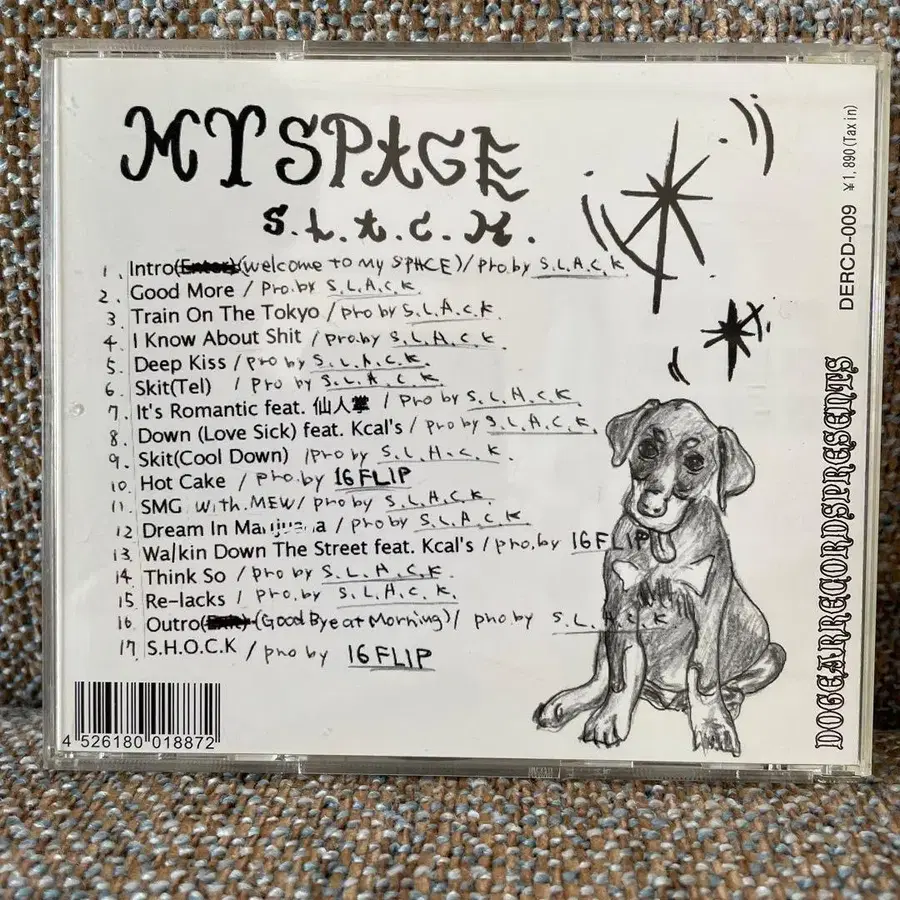 MY SPACE
S.L.A.C.K.
1. Intro(Enter)(welcome to my SPACE)/ pro.by S.L.A.C.K.
2. Good More / pro.by S.L.A.C.K.
3. Train On The Tokyo / pro by S.L.A.C.K.
4. I Know About Shit / pro.by S.L.A.C.K.
5. Deep Kiss / pro by S.L.A.C.K.
6. Skit(Tel) / pro by S.L.A.C.K.
7. It's Romantic feat. 仙人掌 / pro by S.L.A.C.K.
8. Down (Love Sick) feat. Kcal's / pro by S.L.A.C.K.
9. Skit(Cool Down) /pro by S.L.A.C.K.
10. Hot Cake / pro.by 16FLIP
11. SMG with.MEW/ pro by S.L.A.C.K.
12. Dream In Marijuana / pro by S.L.A.C.K.
13. Walkin Down The Street feat. Kcal's / pro.by 16FLIP
14. Think So / pro by S.L.A.C.K.
15. Re-lacks / pro by S.L.A.C.K.
16. Outro(Exit)(Good Bye at Morning)/ pro by S.L.A.C.K
17. S.H.O.C.K / pro by 16FLIP
4 526180 018872
DERCD-009 ¥1,890(Tax in)
DOGEARRECORDSPRESENTS